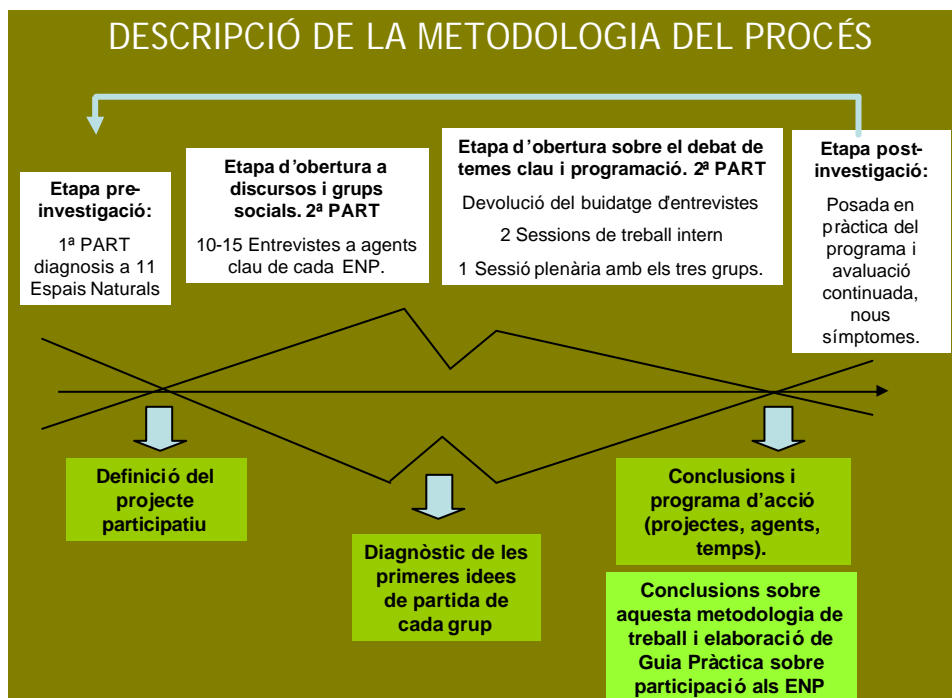 DESCRIPCIÓ DE LA METODOLOGIA DEL PROCÉS
Etapa pre-
investigació:
1ª PART
diagnosis a 11
Espais Naturals
Etapa d'obertura a
discursos i grups
socials. 2ª PART
10-15 Entrevistes a agents
clau de cada ENP.
Etapa d'obertura sobre el debat de
temes clau i programació. 2ª PART
Devolució del buidatge d'entrevistes
2 Sessions de treball intern
1 Sessió plenària amb els tres grups.
Etapa post-
investigació:
Posada en
pràctica del
programa i
avaluació
continuada,
nous
símptomes.
Definició del
projecte
participatiu
Diagnòstic de les
primeres idees
de partida de
cada grup
Conclusions i
programa d'acció
(projectes, agents,
temps).
Conclusions sobre
aquesta metodologia de
treball i elaboració de
Guia Pràctica sobre
participació als ENP